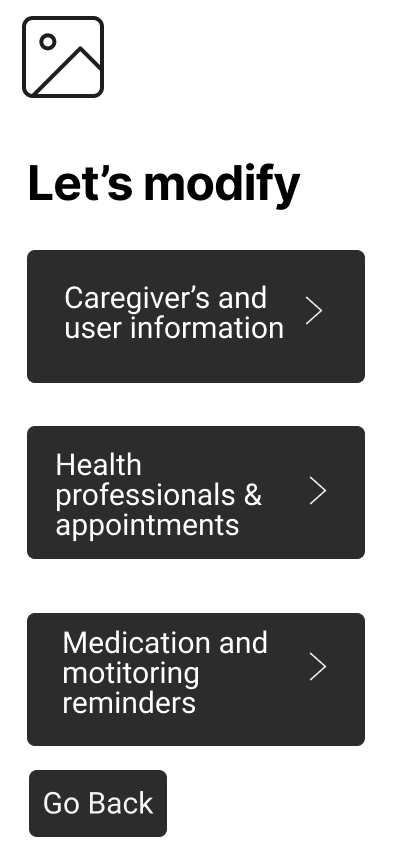 Let’s modify
Caregiver’s and
user information
Health
professionals &
appointments
Medication and
motitoring
reminders
Go Back